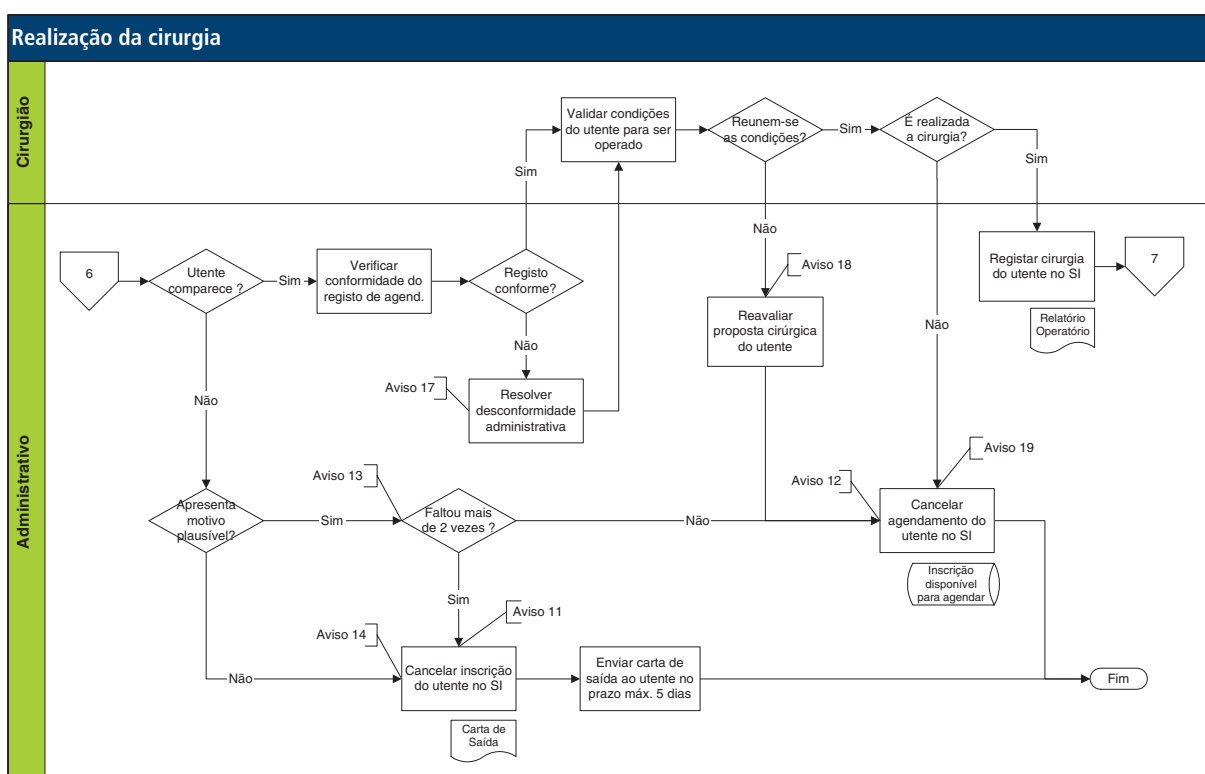 Realização da cirurgia
Cirurgião
Validar condições
do utente para ser
operado
Reunem-se
as condições?
Sim
É realizada
a cirurgia?
Sim
Sim
Administrativo
6
Utente
comparece ?
Sim
Verificar
conformidade do
registo de agend.
Registo
conforme?
Não
Aviso 18
Registar cirurgia
do utente no SI
7
Relatório
Operatório
Reavaliar
proposta cirúrgica
do utente
Não
Não
Aviso 17
Resolver
desconformidade
administrativa
Não
Aviso 13
Aviso 12
Aviso 19
Apresenta
motivo
plausível?
Sim
Faltou mais
de 2 vezes ?
Não
Cancelar
agendamento do
utente no SI
Inscrição
disponível
para agendar
Sim
Aviso 11
Aviso 14
Não
Cancelar inscrição
do utente no SI
Enviar carta de
saída ao utente no
prazo máx. 5 dias
Fim
Carta de
Saída